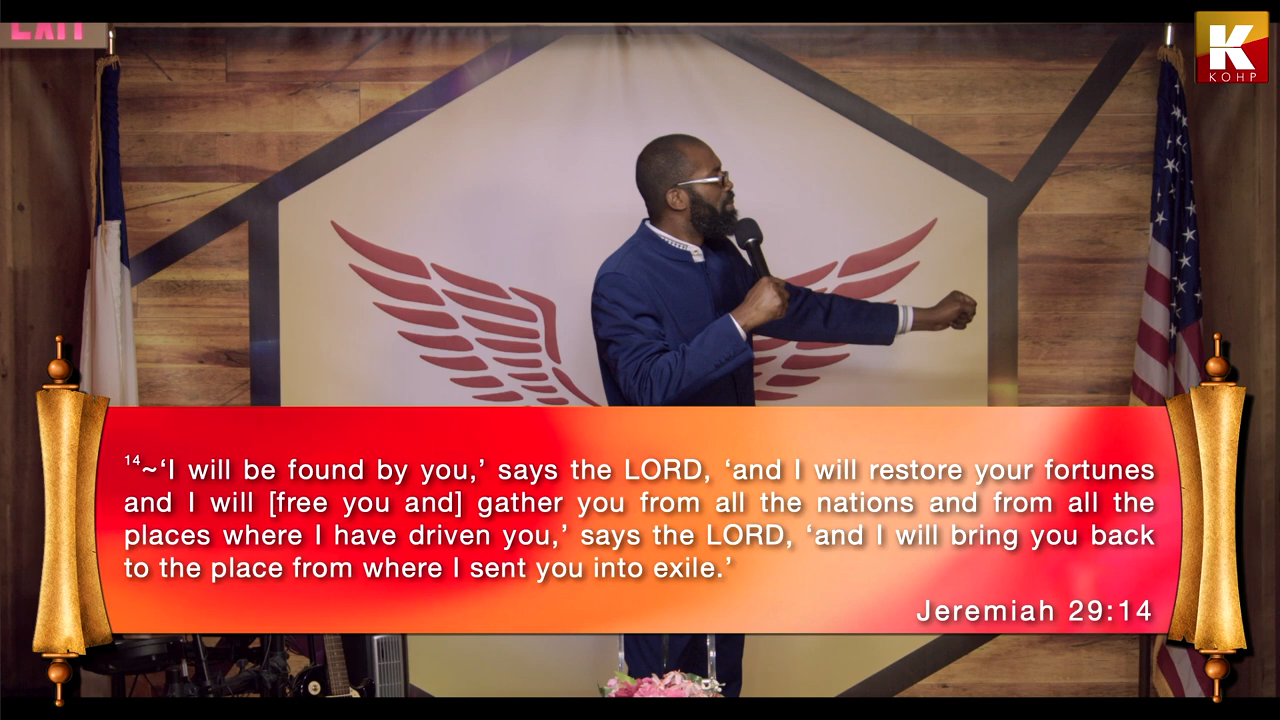 EXIT
K
KOHP
14~‘I will be found by you,’ says the LORD, ‘and I will restore your fortunes
and I will [free you and] gather you from all the nations and from all the
places where I have driven you,’ says the LORD, ‘and I will bring you back
to the place from where I sent you into exile.’
Jeremiah 29:14